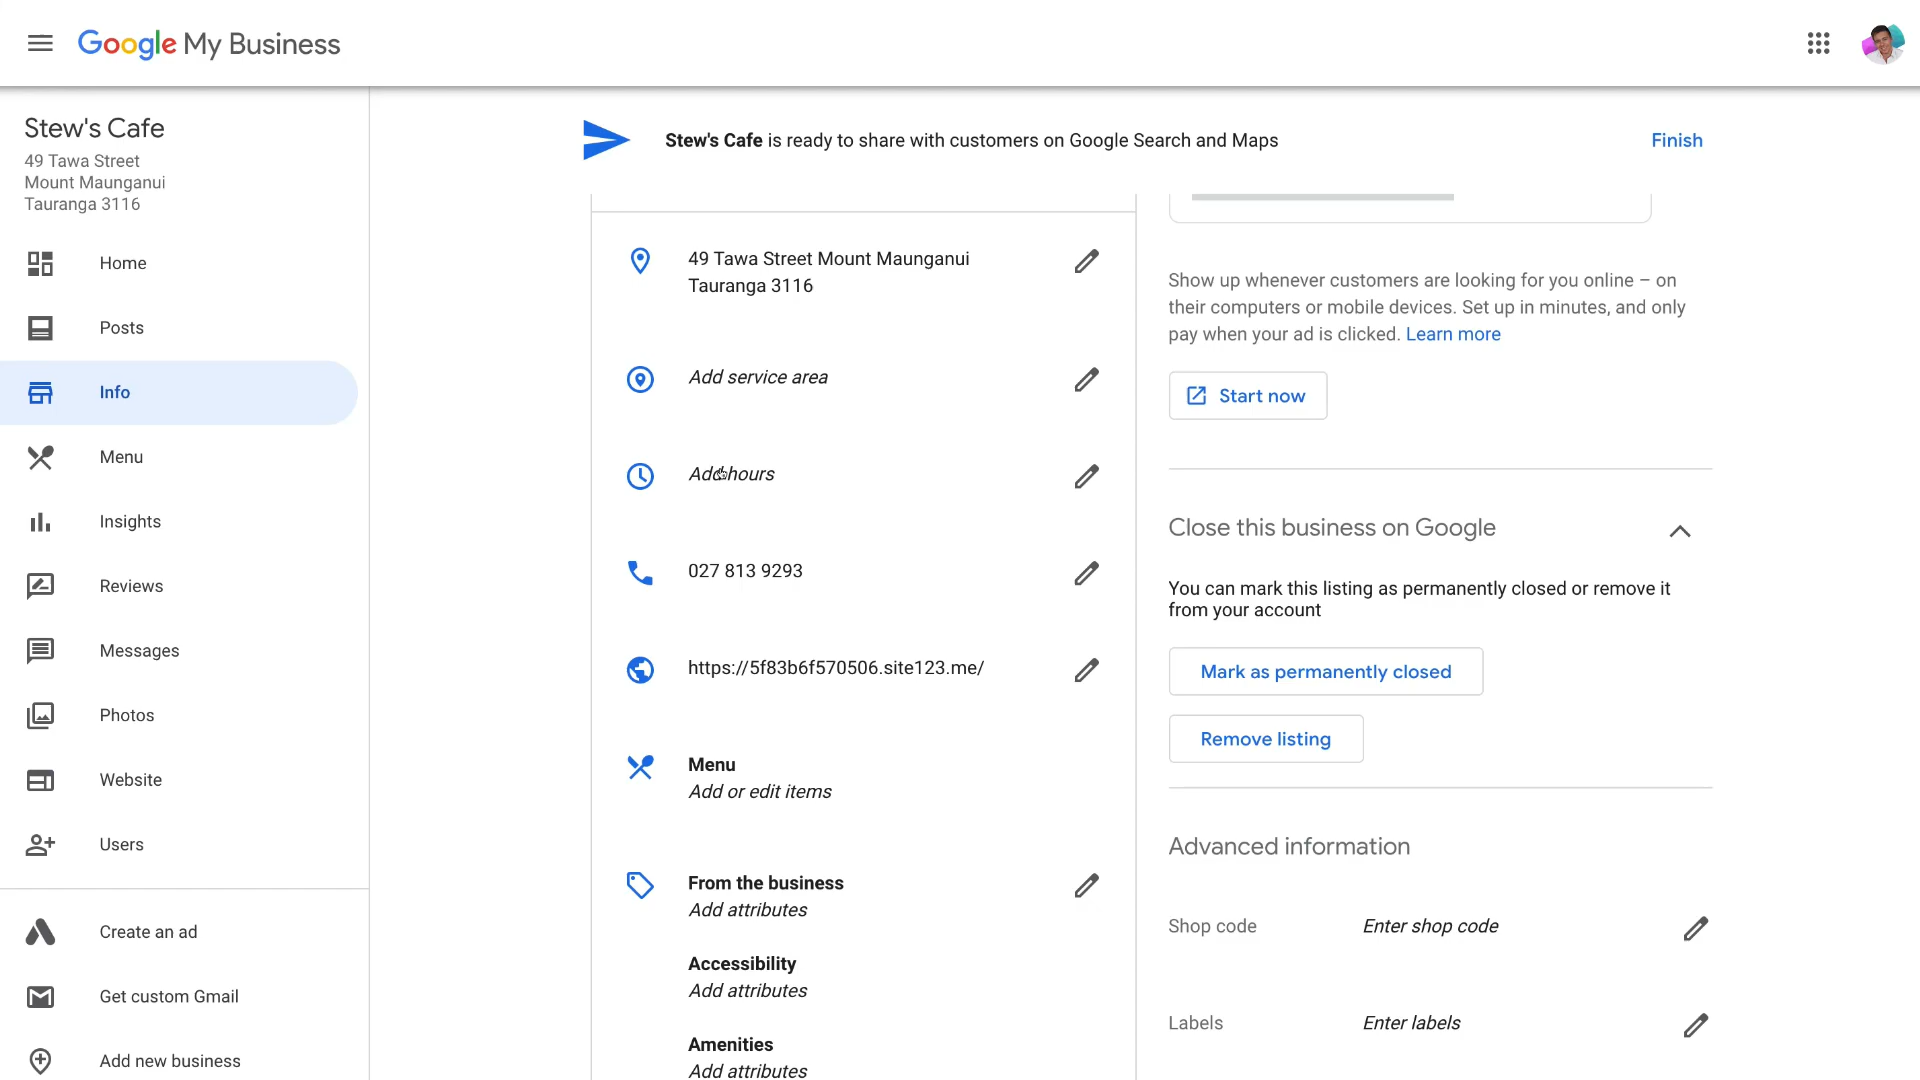 Google My Business
Stew's Cafe
49 Tawa Street
Mount Maunganui
Tauranga 3116
Home
Posts
Info
Menu
Insights
Reviews
Messages
Photos
Website
Users
Create an ad
Get custom Gmail
Add new business
Stew's Cafe is ready to share with customers on Google Search and Maps
Finish
49 Tawa Street Mount Maunganui
Tauranga 3116
Add service area
Add hours
027 813 9293
https://5f83b6f570506.site123.me/
Menu
Add or edit items
From the business
Add attributes
Accessibility
Add attributes
Amenities
Add attributes
Show up whenever customers are looking for you online – on
their computers or mobile devices. Set up in minutes, and only
pay when your ad is clicked. Learn more
Start now
Close this business on Google
You can mark this listing as permanently closed or remove it
from your account
Mark as permanently closed
Remove listing
Advanced information
Shop code
Enter shop code
Labels
Enter labels